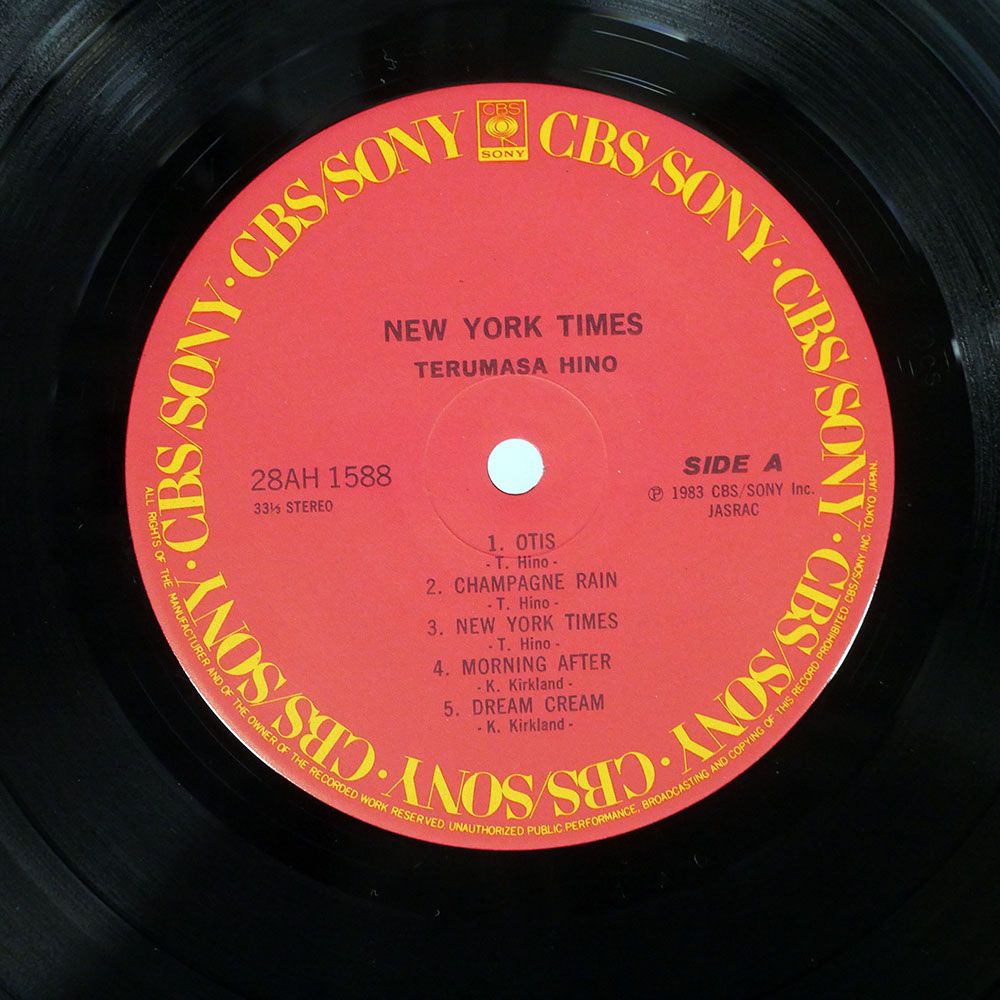 CBS
SONY
CBS/SONY · CBS/SONY · CBS/SONY · CBS/SONY · CBS/SONY · CBS/SONY · CBS/SONY · CBS/SONY · CBS/SONY · CBS/SONY
NEW YORK TIMES
TERUMASA HINO
28AH 1588
33⅓ STEREO
SIDE A
Ⓟ 1983 CBS/SONY Inc.
JASRAC
1. OTIS
- T. Hino -
2. CHAMPAGNE RAIN
- T. Hino -
3. NEW YORK TIMES
- T. Hino -
4. MORNING AFTER
- K. Kirkland -
5. DREAM CREAM
- K. Kirkland -
ALL RIGHTS OF THE MANUFACTURER AND OF THE OWNER OF THE RECORDED WORK RESERVED. UNAUTHORIZED PUBLIC PERFORMANCE, BROADCASTING AND COPYING OF THIS RECORD PROHIBITED CBS/SONY INC. TOKYO JAPAN.